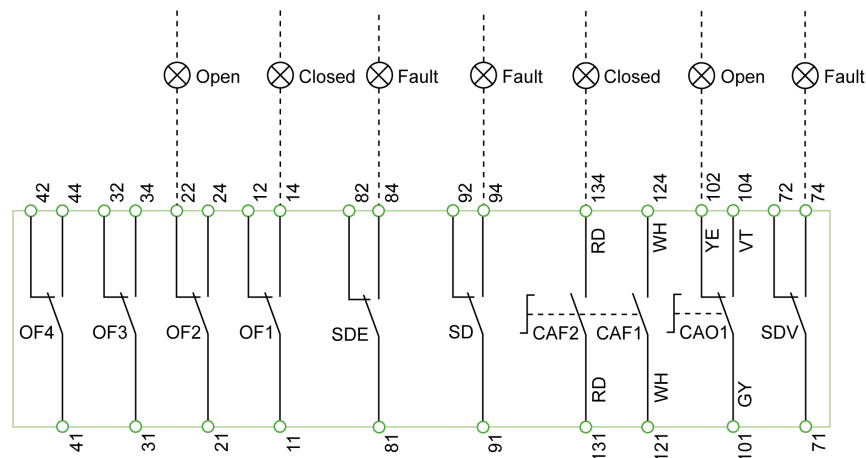 Open Closed Fault Fault Closed Open Fault
42 44 32 34 22 24 12 14 82 84 92 94 134 124 102 104 72 74
RD WH YE VT
OF4 OF3 OF2 OF1 SDE SD CAF2 CAF1 CAO1 SDV
RD WH GY
41 31 21 11 81 91 131 121 101 71